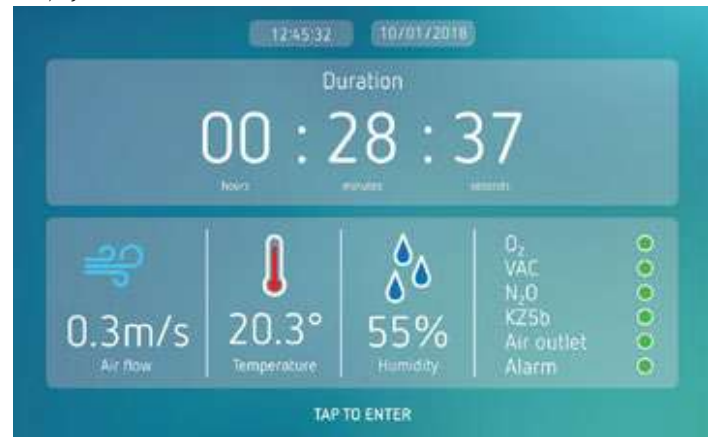 12:45:32 10/01/2018
Duration
00 : 28 : 37
hours minutes seconds
0.3m/s 20.3° 55%
Air flow Temperature Humidity
O₂
VAC
N₂O
KZSb
Air outlet
Alarm
TAP TO ENTER